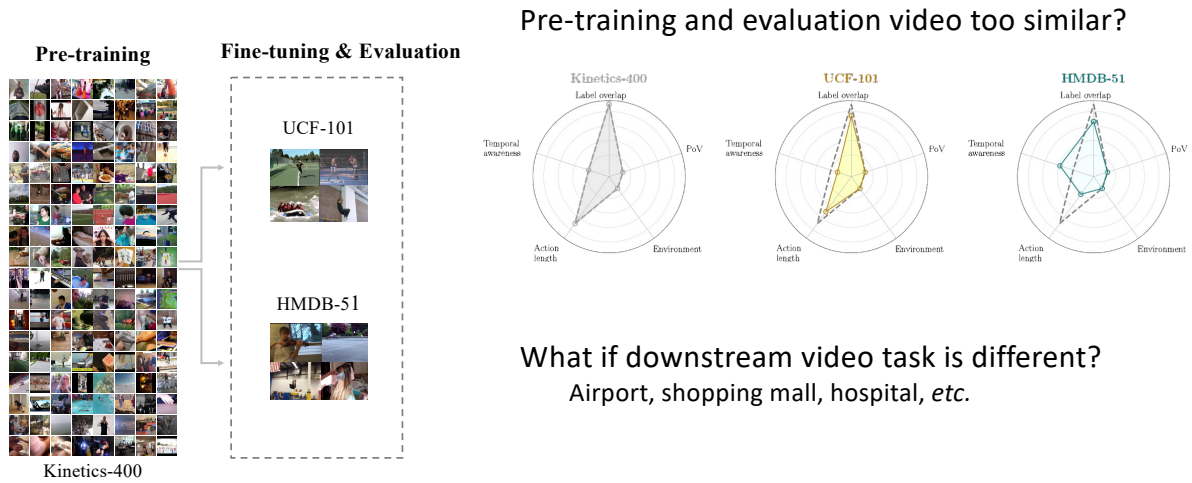 Pre-training and evaluation video too similar?
Pre-training
Fine-tuning & Evaluation
UCF-101
HMDB-51
Kinetics-400
Kinetics-400
Label overlap
Temporal
awareness
PoV
Action
length
Environment
UCF-101
Label overlap
Temporal
awareness
PoV
Action
length
Environment
HMDB-51
Label overlap
Temporal
awareness
PoV
Action
length
Environment
What if downstream video task is different?
Airport, shopping mall, hospital, etc.